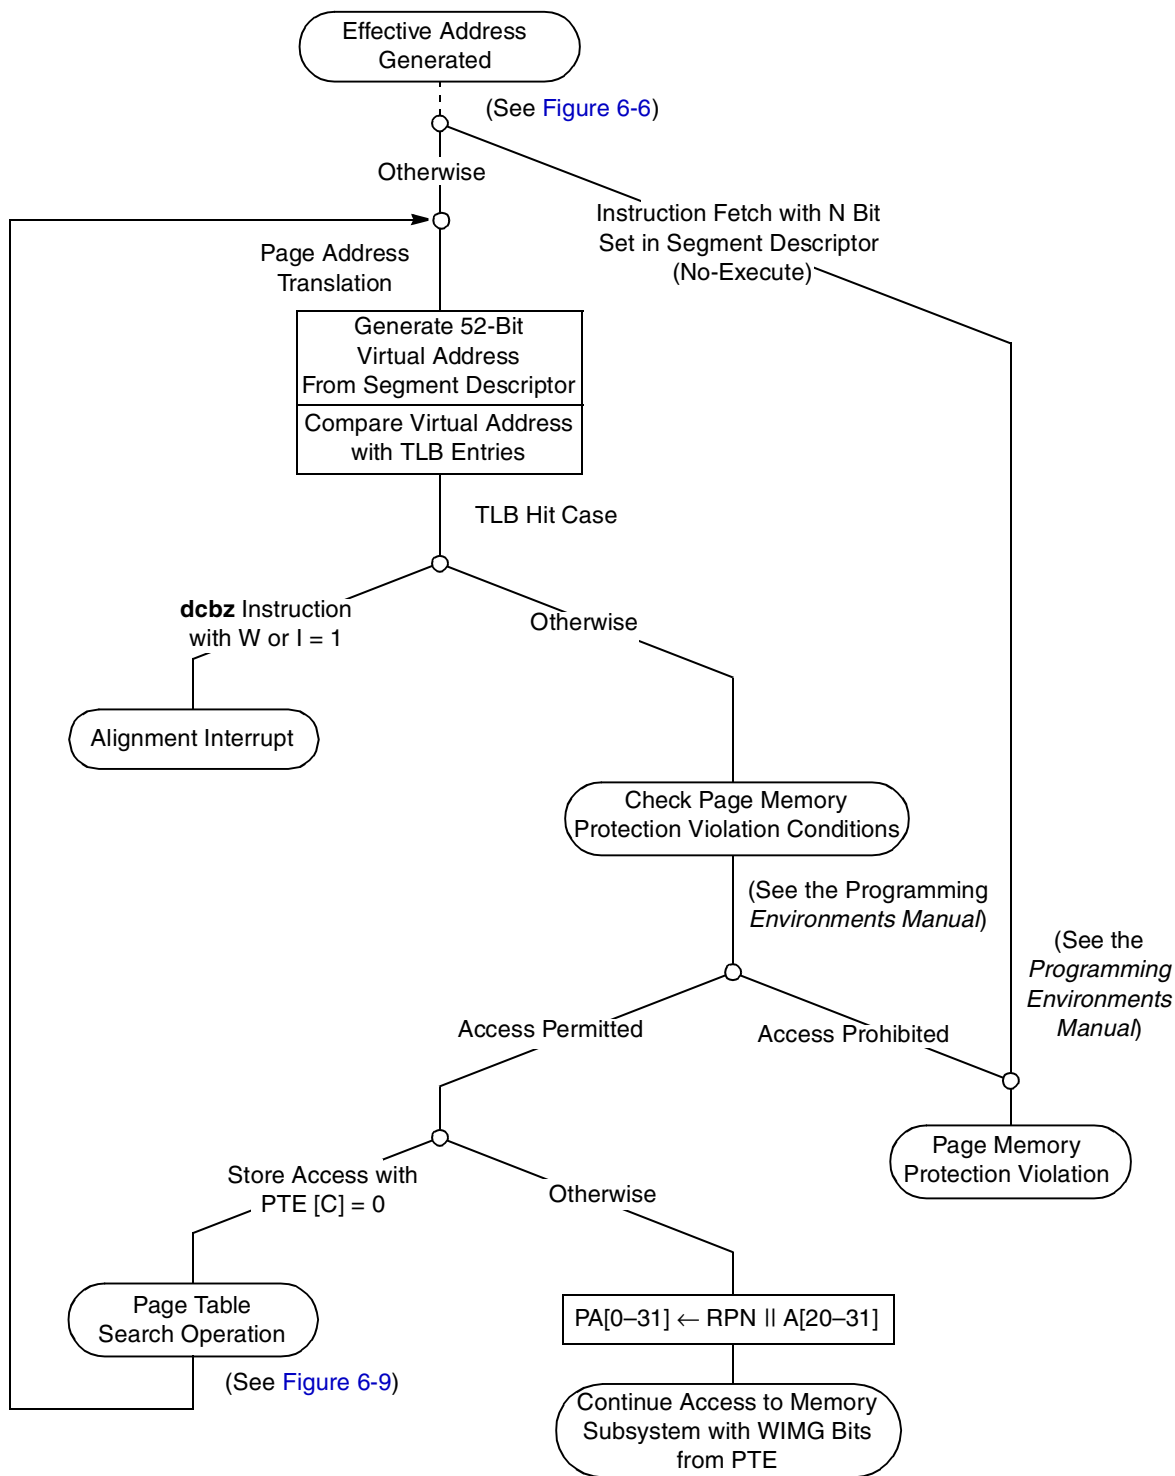 Effective Address
Generated
(See Figure 6-6)
Otherwise
Instruction Fetch with N Bit
Set in Segment Descriptor
(No-Execute)
Page Address
Translation
Generate 52-Bit
Virtual Address
From Segment Descriptor
Compare Virtual Address
with TLB Entries
TLB Hit Case
dcbz Instruction
with W or I = 1
Otherwise
Alignment Interrupt
Check Page Memory
Protection Violation Conditions
(See the Programming
Environments Manual)
(See the
Programming
Environments
Manual)
Access Permitted
Access Prohibited
Page Memory
Protection Violation
Store Access with
PTE [C] = 0
Otherwise
Page Table
Search Operation
(See Figure 6-9)
PA[0–31] ← RPN || A[20–31]
Continue Access to Memory
Subsystem with WIMG Bits
from PTE